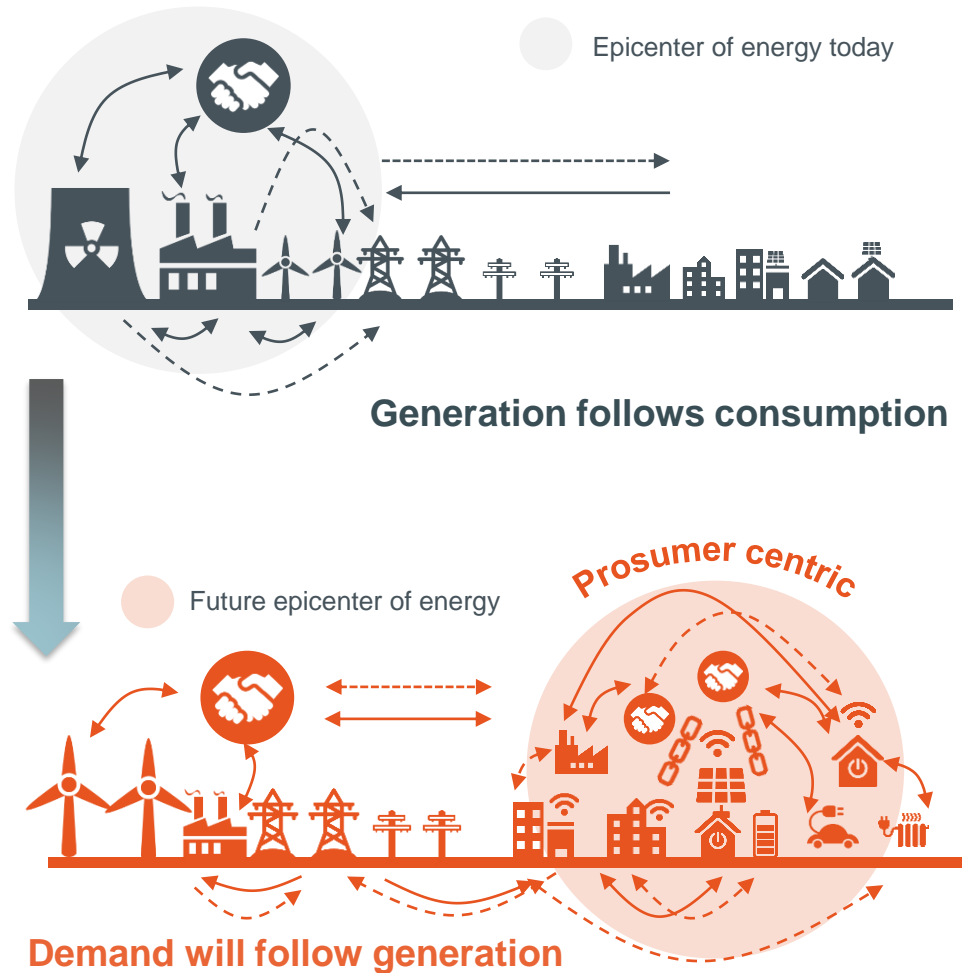 Epicenter of energy today
Generation follows consumption
Prosumer centric
Future epicenter of energy
Demand will follow generation